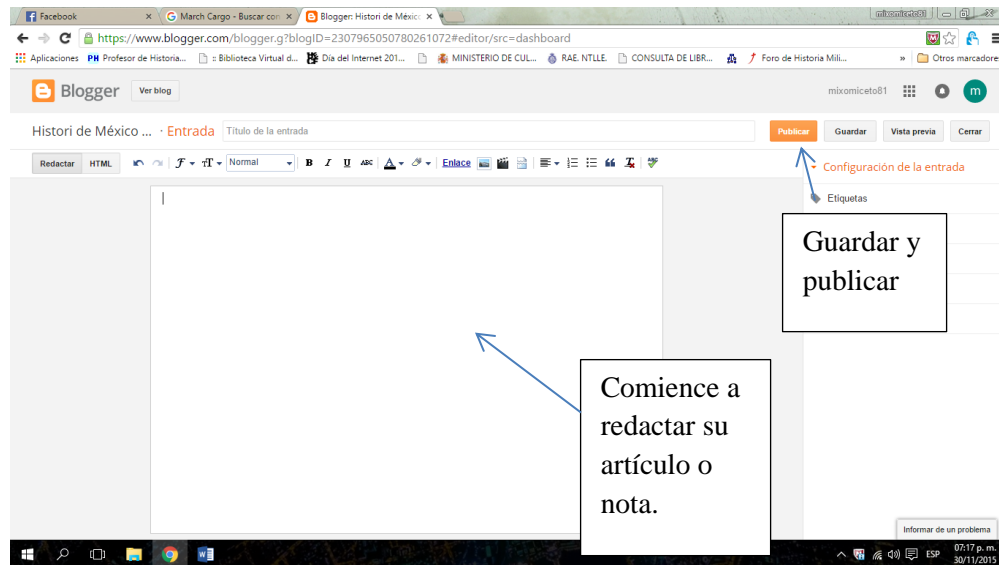 Facebook
March Cargo - Buscar con
Blogger: Histori de México
mixomiceto81
https://www.blogger.com/blogger.g?blogID=2307965050780261072#editor/src=dashboard
Aplicaciones PH Profesor de Historia... :: Biblioteca Virtual d... Día del Internet 201... MINISTERIO DE CUL... RAE. NTLLE. CONSULTA DE LIBR... Foro de Historia Mili... » Otros marcadores
Blogger Ver blog mixomiceto81 m
Histori de México ... · Entrada Título de la entrada Publicar Guardar Vista previa Cerrar
Redactar HTML Normal B I U ABC A Enlace
Configuración de la entrada
Etiquetas
Guardar y
publicar
Comience a
redactar su
artículo o
nota.
Informar de un problema
ESP 07:17 p. m.
30/11/2015